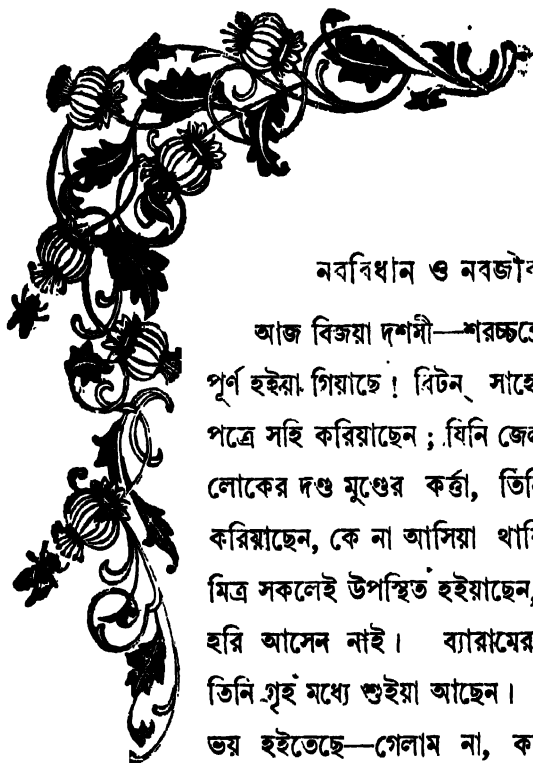 নববিধান ও নবজীব
আজ বিজয়া দশমী—শরচ্চন্দ্রে
পূর্ণ হইয়া গিয়াছে ! বিটন্ সাহে
পত্রে সহি করিয়াছেন ; যিনি জেল
লোকের দণ্ড মুণ্ডের কর্ত্তা, তিনি
করিয়াছেন, কে না আসিয়া থাকি
মিত্র সকলেই উপস্থিত হইয়াছেন,
হরি আসেন নাই। ব্যারামের
তিনি গৃহ মধ্যে শুইয়া আছেন।
ভয় হইতেছে—গেলাম না, ক